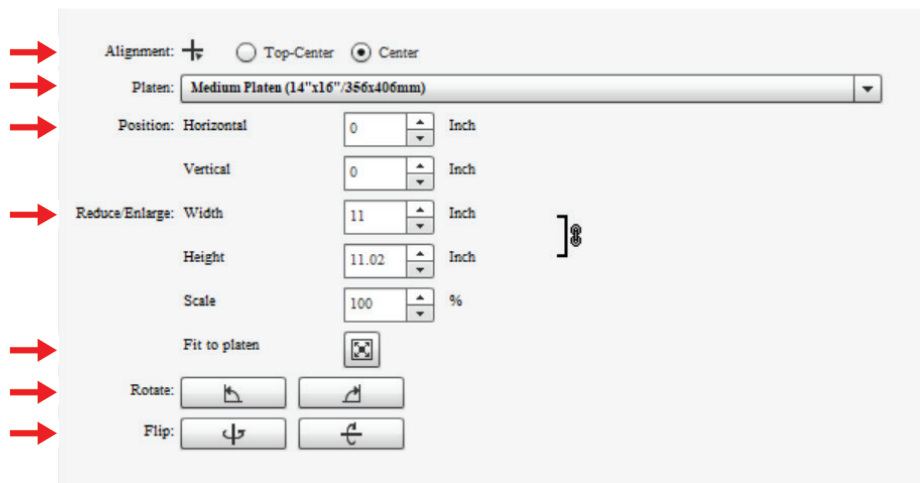 Alignment: Top-Center Center
Platen: Medium Platen (14"x16"/356x406mm)
Position: Horizontal 0 Inch
Vertical 0 Inch
Reduce/Enlarge: Width 11 Inch
Height 11.02 Inch
Scale 100 %
Fit to platen
Rotate:
Flip: